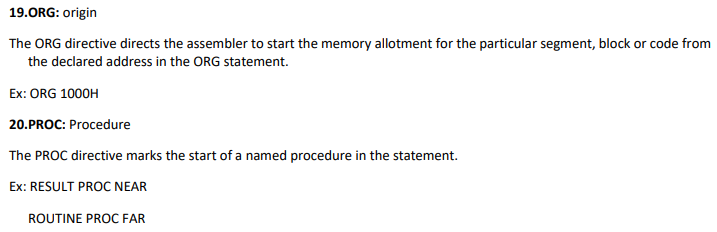 19.ORG: origin
The ORG directive directs the assembler to start the memory allotment for the particular segment, block or code from
the declared address in the ORG statement.
Ex: ORG 1000H
20.PROC: Procedure
The PROC directive marks the start of a named procedure in the statement.
Ex: RESULT PROC NEAR
ROUTINE PROC FAR